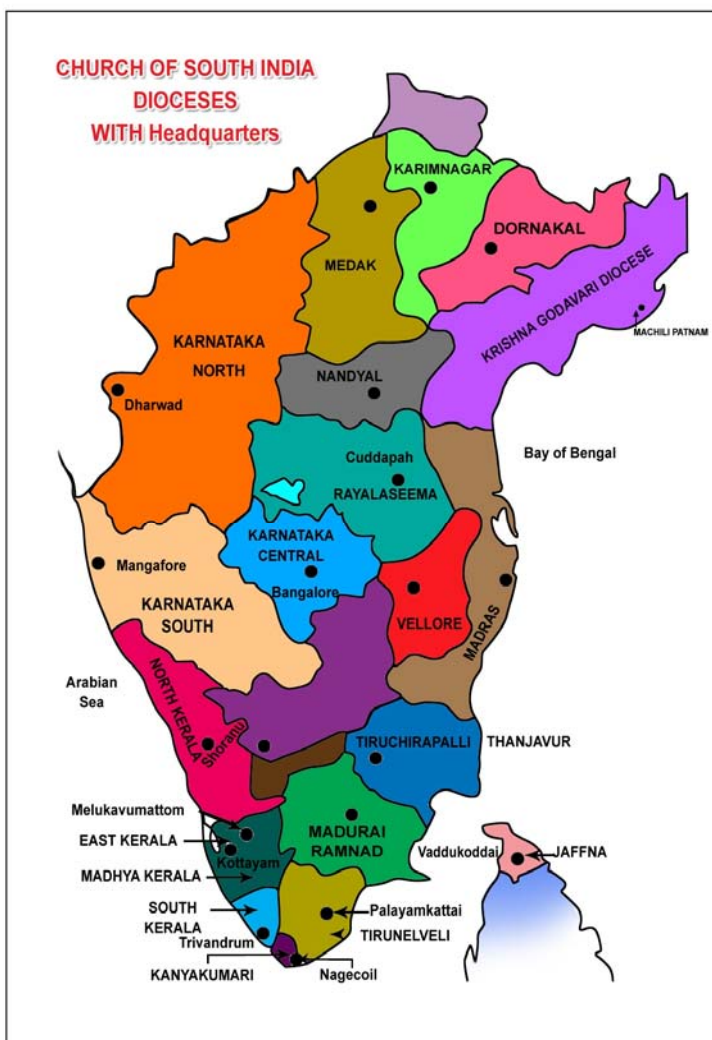 CHURCH OF SOUTH INDIA
DIOCESES
WITH Headquarters
KARIMNAGAR
DORNAKAL
MEDAK
KRISHNA GODAVARI DIOCESE
MACHILI PATNAM
KARNATAKA
NORTH
NANDYAL
Dharwad
Cuddapah
RAYALASEEMA
Bay of Bengal
KARNATAKA
CENTRAL
Bangalore
Mangafore
KARNATAKA
SOUTH
VELLORE
MADRAS
Arabian
Sea
NORTH KERALA
Shoranu
TIRUCHIRAPALLI
THANJAVUR
Melukavumattom
EAST KERALA
Kottayam
MADHYA KERALA
MADURAI
RAMNAD
Vaddukoddai
JAFFNA
SOUTH
KERALA
Trivandrum
Palayamkattai
TIRUNELVELI
KANYAKUMARI
Nagecoil